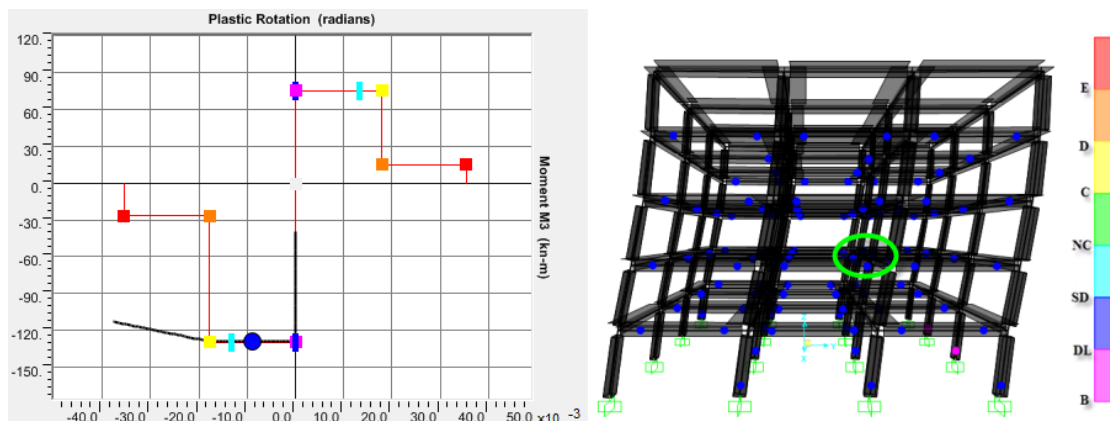 Plastic Rotation (radians)
120.
90.
60.
30.
0.
-30.
-60.
-90.
-120.
-150.
Moment M3 (kn-m)
-40.0 -30.0 -20.0 -10.0 0.0 10.0 20.0 30.0 40.0 50.0 ×10 -3
E
D
C
NC
SD
DL
B
Z
Y
X